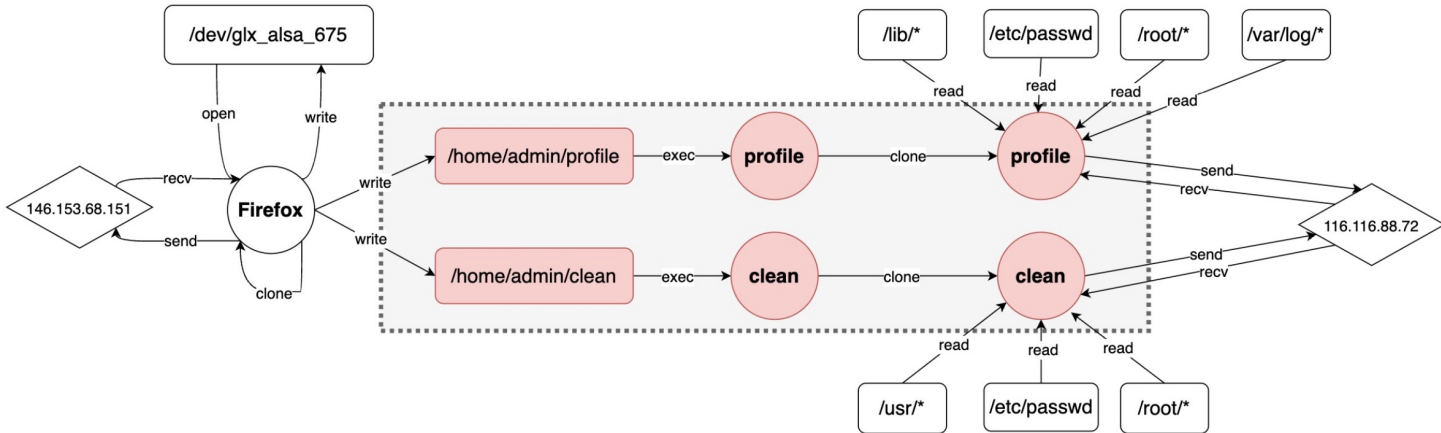 /dev/glx_alsa_675
/lib/*
/etc/passwd
/root/*
/var/log/*
open
write
read
read
read
read
146.153.68.151
recv
send
Firefox
clone
write
write
/home/admin/profile
exec
profile
clone
profile
send
recv
116.116.88.72
/home/admin/clean
exec
clean
clone
clean
send
recv
read
read
read
/usr/*
/etc/passwd
/root/*